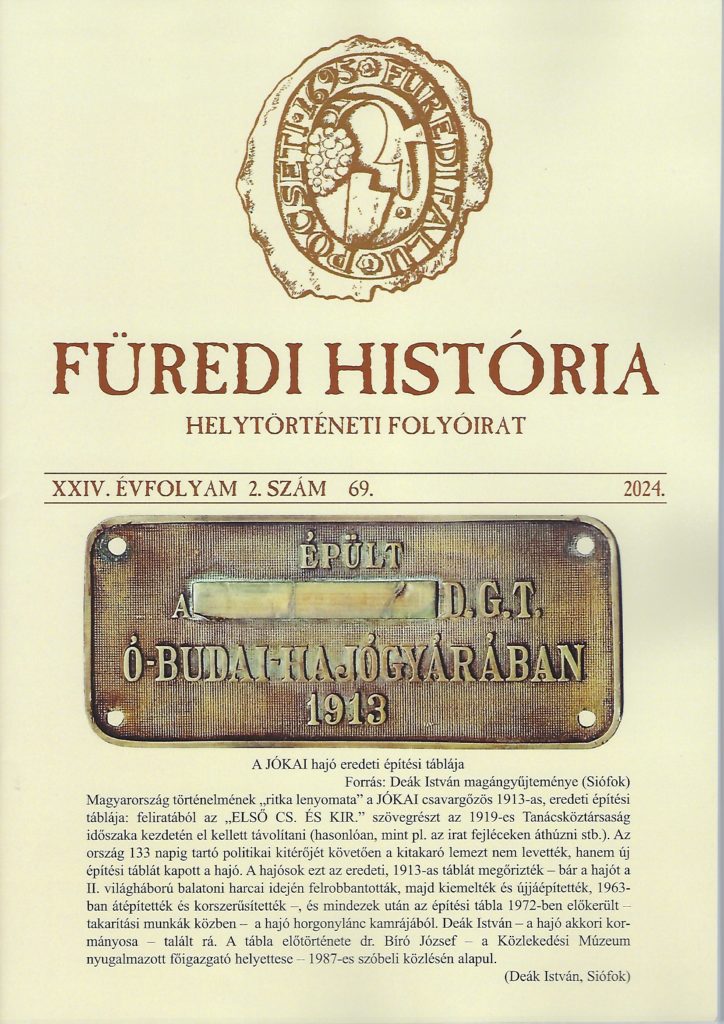 PÓCSÉTI·1695 FÜREDI FALU
FÜREDI HISTÓRIA
HELYTÖRTÉNETI FOLYÓIRAT
XXIV. ÉVFOLYAM 2. SZÁM 69. 2024.
ÉPÜLT
A D.G.T.
Ó-BUDAI-HAJÓGYÁRÁBAN
1913
A JÓKAI hajó eredeti építési táblája
Forrás: Deák István magángyűjteménye (Siófok)
Magyarország történelmének „ritka lenyomata” a JÓKAI csavargőzös 1913-as, eredeti építési
táblája: feliratából az „ELSŐ CS. ÉS KIR.” szövegrészt az 1919-es Tanácsköztársaság
időszaka kezdetén el kellett távolítani (hasonlóan, mint pl. az irat fejléceken áthúzni stb.). Az
ország 133 napig tartó politikai kitérőjét követően a kitakaró lemezt nem levették, hanem új
építési táblát kapott a hajó. A hajósok ezt az eredeti, 1913-as táblát megőrizték – bár a hajót a
II. világháború balatoni harcai idején felrobbantották, majd kiemelték és újjáépítették, 1963-
ban átépítették és korszerűsítették –, és mindezek után az építési tábla 1972-ben előkerült –
takarítási munkák közben – a hajó horgonylánc kamrájából. Deák István – a hajó akkori kor-
mányosa – talált rá. A tábla előtörténete dr. Bíró József – a Közlekedési Múzeum
nyugalmazott főigazgató helyettese – 1987-es szóbeli közlésén alapul.
(Deák István, Siófok)